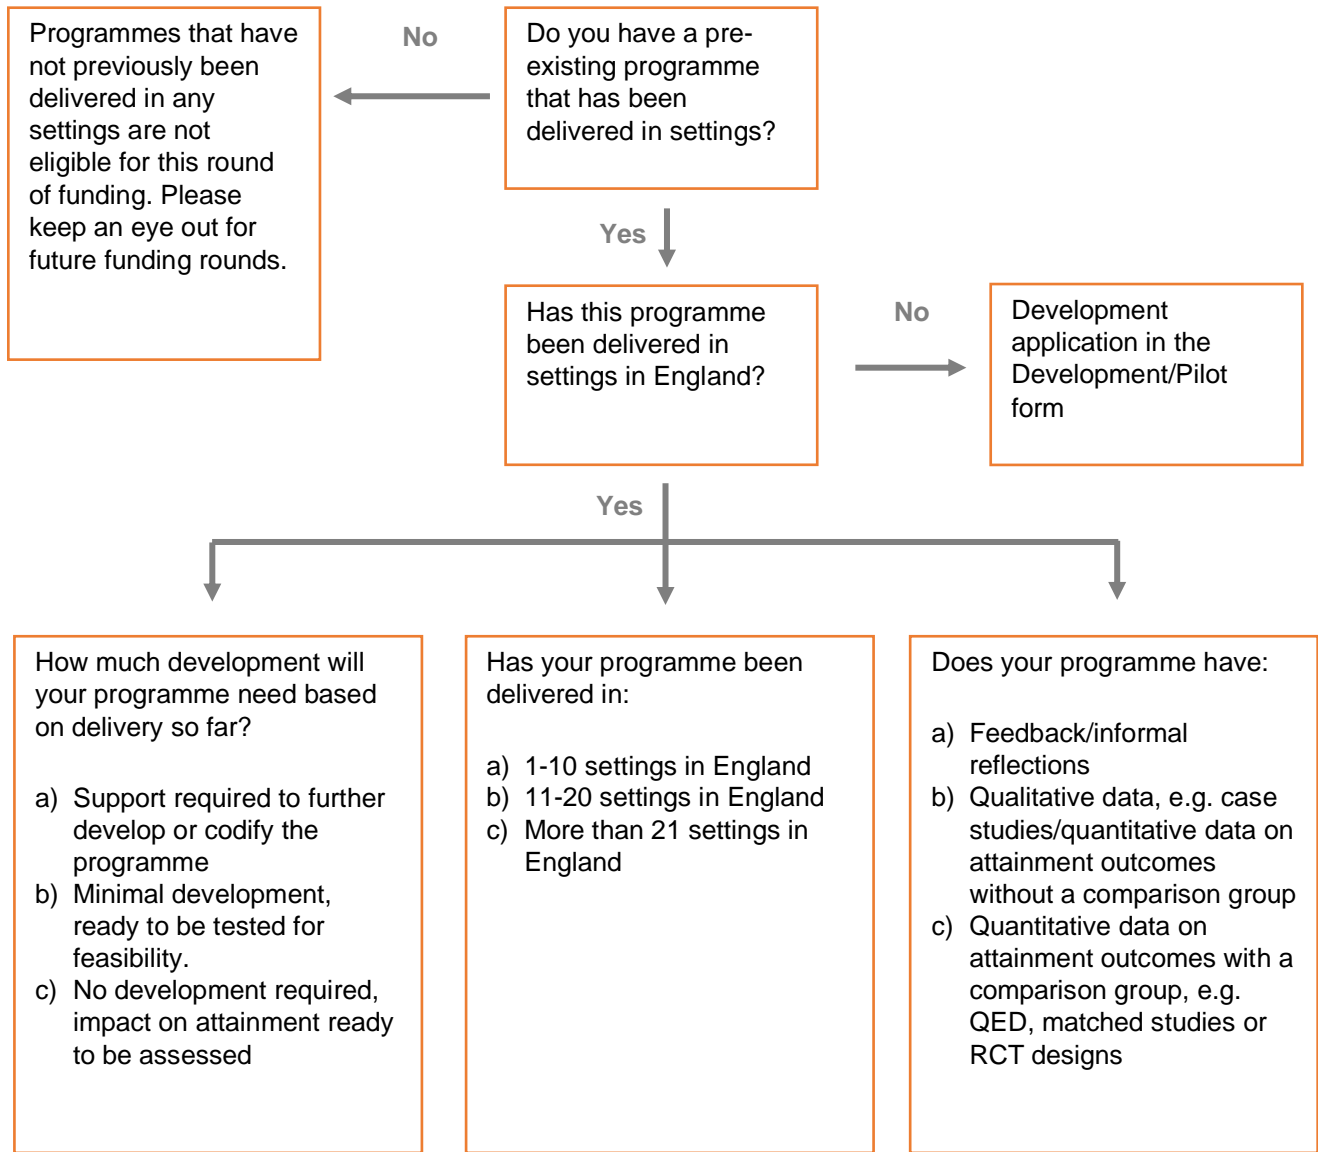 Programmes that have
not previously been
delivered in any
settings are not
eligible for this round
of funding. Please
keep an eye out for
future funding rounds.
No
Do you have a pre-
existing programme
that has been
delivered in settings?
Yes
Has this programme
been delivered in
settings in England?
No
Development
application in the
Development/Pilot
form
Yes
How much development will
your programme need based
on delivery so far?
a) Support required to further
develop or codify the
programme
b) Minimal development,
ready to be tested for
feasibility.
c) No development required,
impact on attainment ready
to be assessed
Has your programme been
delivered in:
a) 1-10 settings in England
b) 11-20 settings in England
c) More than 21 settings in
England
Does your programme have:
a) Feedback/informal
reflections
b) Qualitative data, e.g. case
studies/quantitative data on
attainment outcomes
without a comparison group
c) Quantitative data on
attainment outcomes with a
comparison group, e.g.
QED, matched studies or
RCT designs